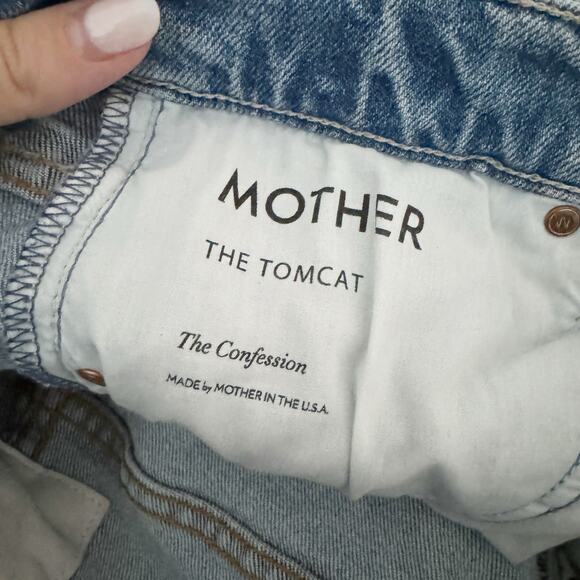 MOTHER
THE TOMCAT
The Confession
MADE by MOTHER IN THE U.S.A.